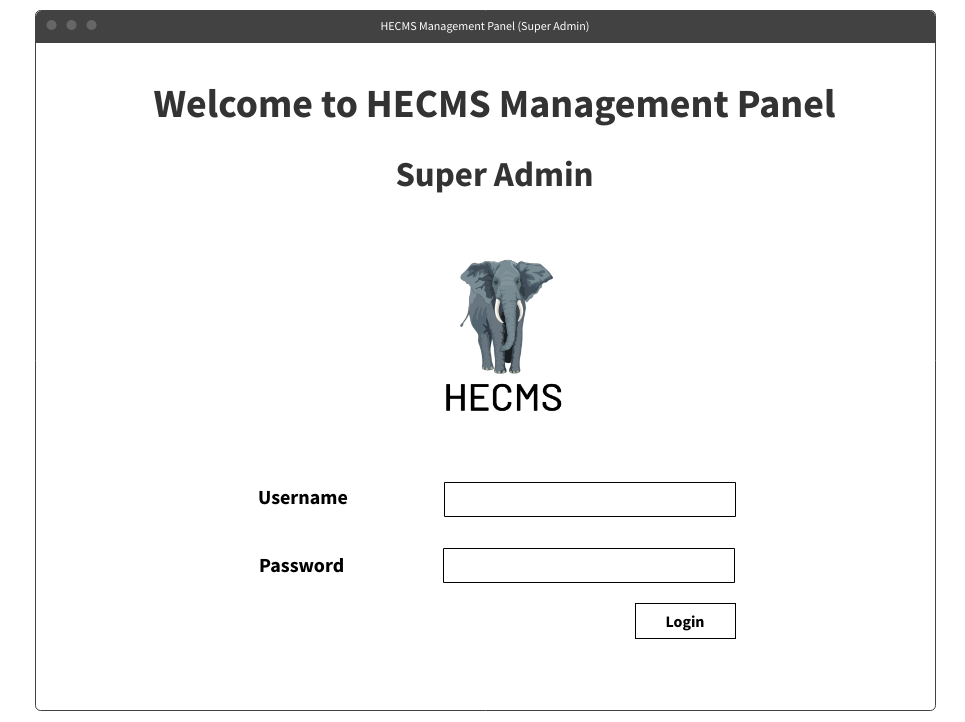 HECMS Management Panel (Super Admin)
Welcome to HECMS Management Panel
Super Admin
HECMS
Username
Password
Login